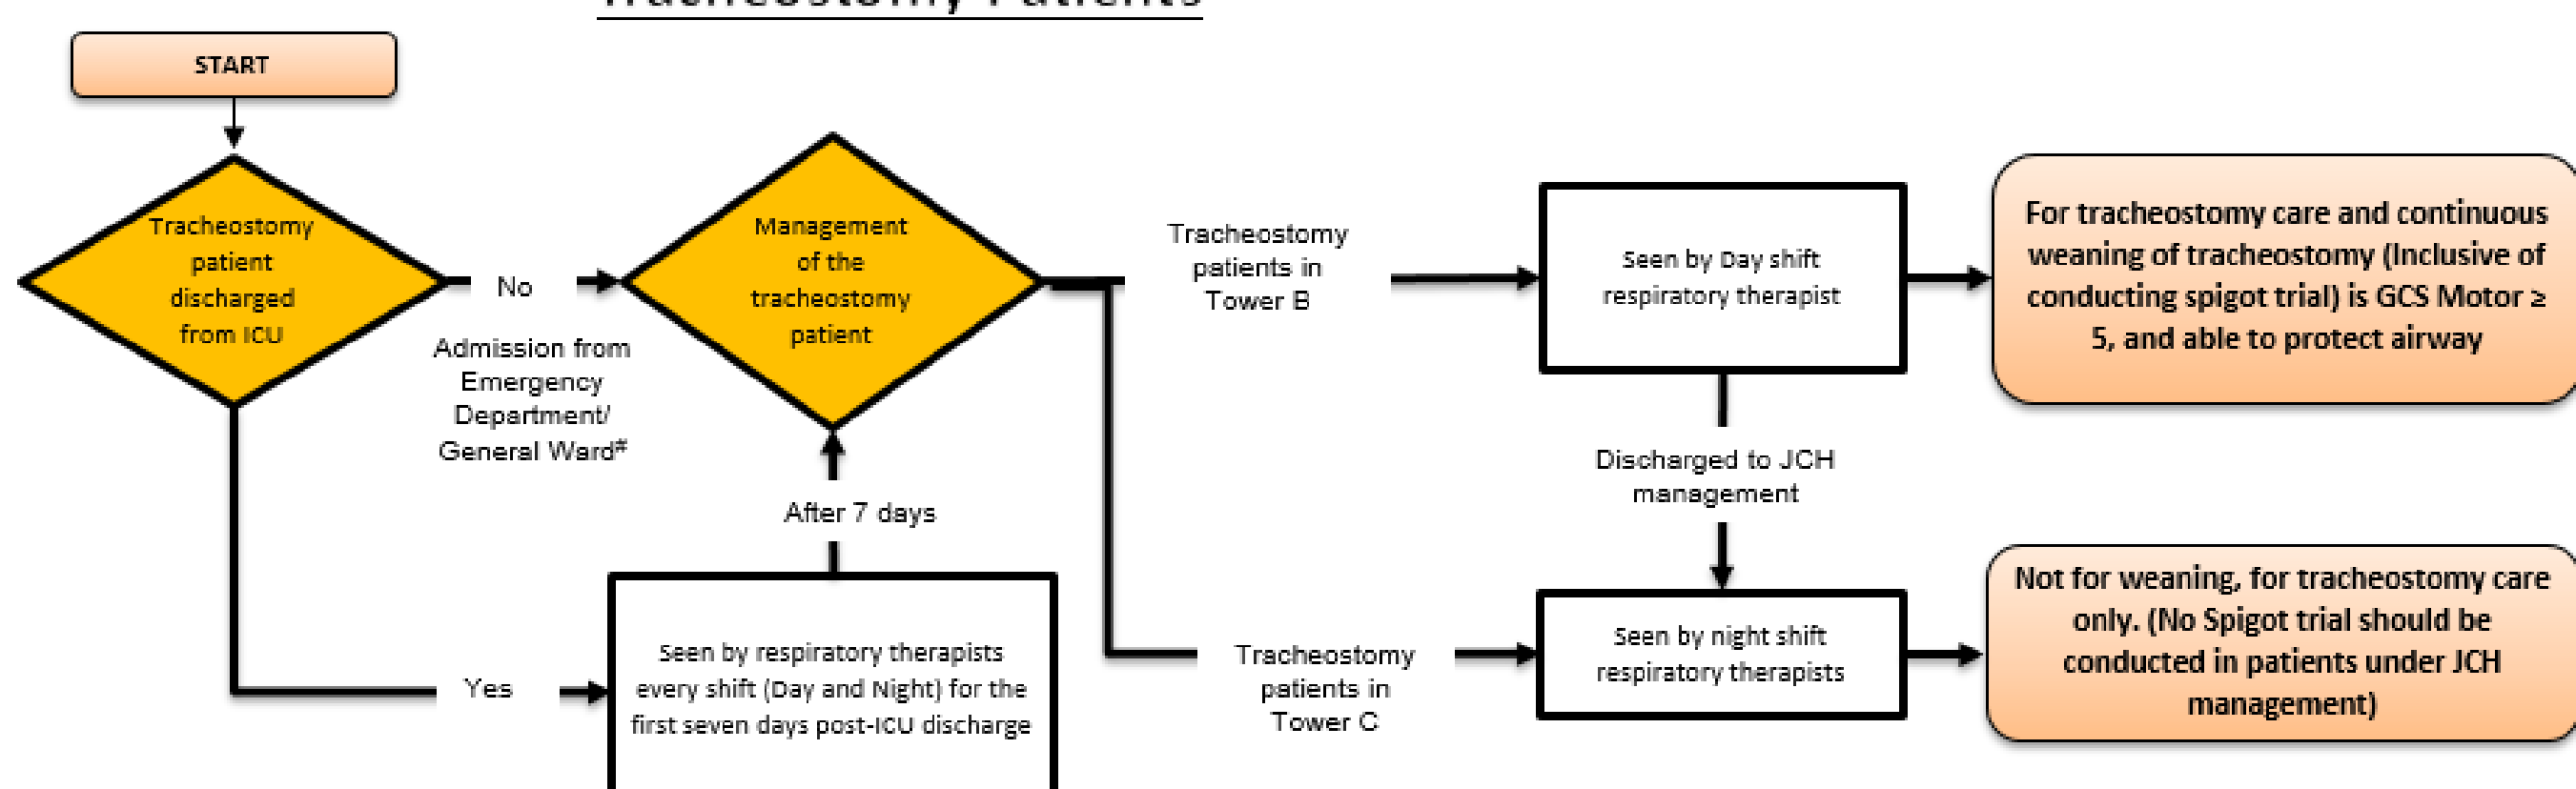 Tracheostomy Patients
START
Tracheostomy
patient
discharged
from ICU
No
Admission from
Emergency
Department/
General Ward#
Management
of the
tracheostomy
patient
After 7 days
Yes
Seen by respiratory therapists
every shift (Day and Night) for the
first seven days post-ICU discharge
Tracheostomy
patients in
Tower B
Seen by Day shift
respiratory therapist
For tracheostomy care and continuous
weaning of tracheostomy (Inclusive of
conducting spigot trial) is GCS Motor ≥
5, and able to protect airway
Discharged to JCH
management
Tracheostomy
patients in
Tower C
Seen by night shift
respiratory therapists
Not for weaning, for tracheostomy care
only. (No Spigot trial should be
conducted in patients under JCH
management)